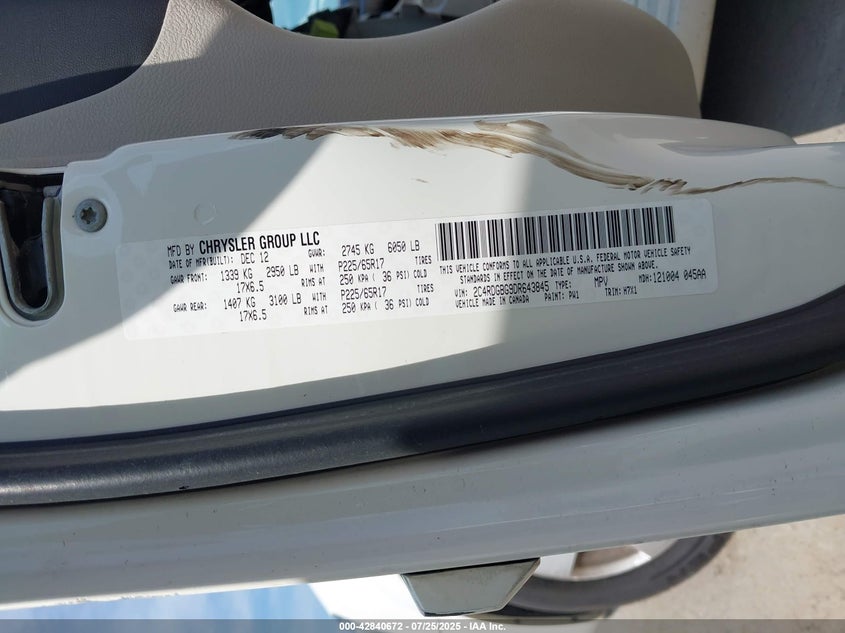 MFD BY CHRYSLER GROUP LLC
DATE OF MFR(BUILT): DEC 12 GVWR: 2745 KG 6050 LB
GAWR FRONT: 1339 KG 2950 LB WITH P225/65R17 TIRES
17X6.5 RIMS AT 250 KPA ( 36 PSI) COLD
GAWR REAR: 1407 KG 3100 LB WITH P225/65R17 TIRES
17X6.5 RIMS AT 250 KPA ( 36 PSI) COLD
THIS VEHICLE CONFORMS TO ALL APPLICABLE U.S.A. FEDERAL MOTOR VEHICLE SAFETY
STANDARDS IN EFFECT ON THE DATE OF MANUFACTURE SHOWN ABOVE.
VIN: 2C4RDGBG9DR643845 TYPE: MPV MDH: 121004 045AA
VEHICLE MADE IN CANADA PAINT: PW1 TRIM: H7X1
000-42840672 | 07/25/2025 | IAA Inc.